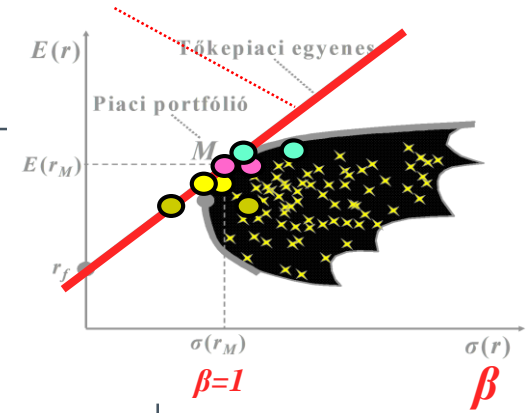 E(r)
Tőkepiaci egyenes
Piaci portfólió
M
E(r_M)
r_f
σ(r_M)
σ(r)
β=1
β